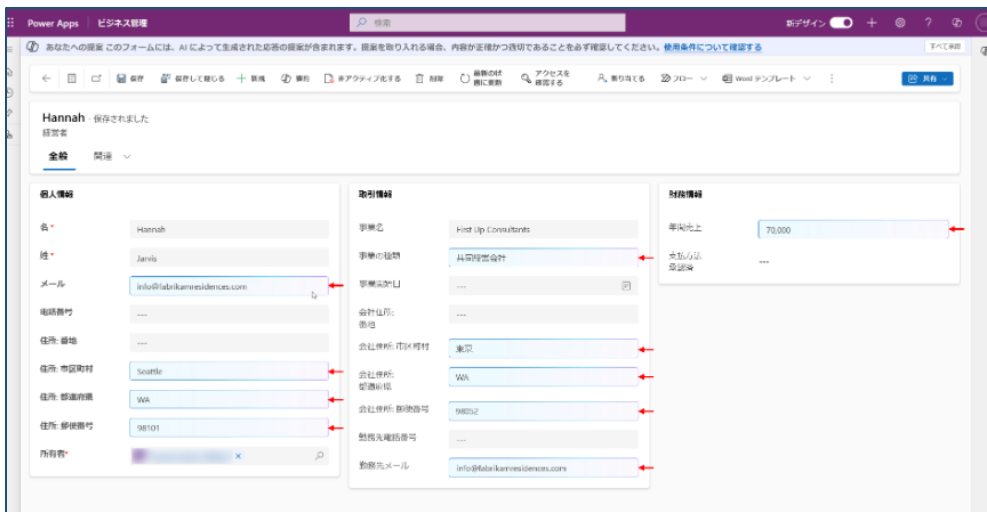 Power Apps ビジネス管理 検索 新デザイン
あなたへの提案 このフォームには、AI によって生成された応答の提案が含まれます。提案を取り入れる場合、内容が正確かつ適切であることを必ず確認してください。使用条件について確認する すべて承認
保存 保存して閉じる 新規 要約 非アクティブ化する 削除 最新の状態に更新 アクセスを確認する 割り当てる フロー Word テンプレート 共有
Hannah - 保存されました
経営者
全般 関連
個人情報
名* Hannah
姓* Jarvis
メール info@fabrikamresidences.com
電話番号 ---
住所: 番地 ---
住所: 市区町村 Seattle
住所: 都道府県 WA
住所: 郵便番号 98101
所有者*
取引情報
事業名 First Up Consultants
事業の種類 共同経営会社
事業開始日 ---
会社住所: 番地 ---
会社住所: 市区町村 東京
会社住所: 都道府県 WA
会社住所: 郵便番号 98052
勤務先電話番号 ---
勤務先メール info@fabrikamresidences.com
財務情報
年間売上 70,000
支払方法 承認済 ---